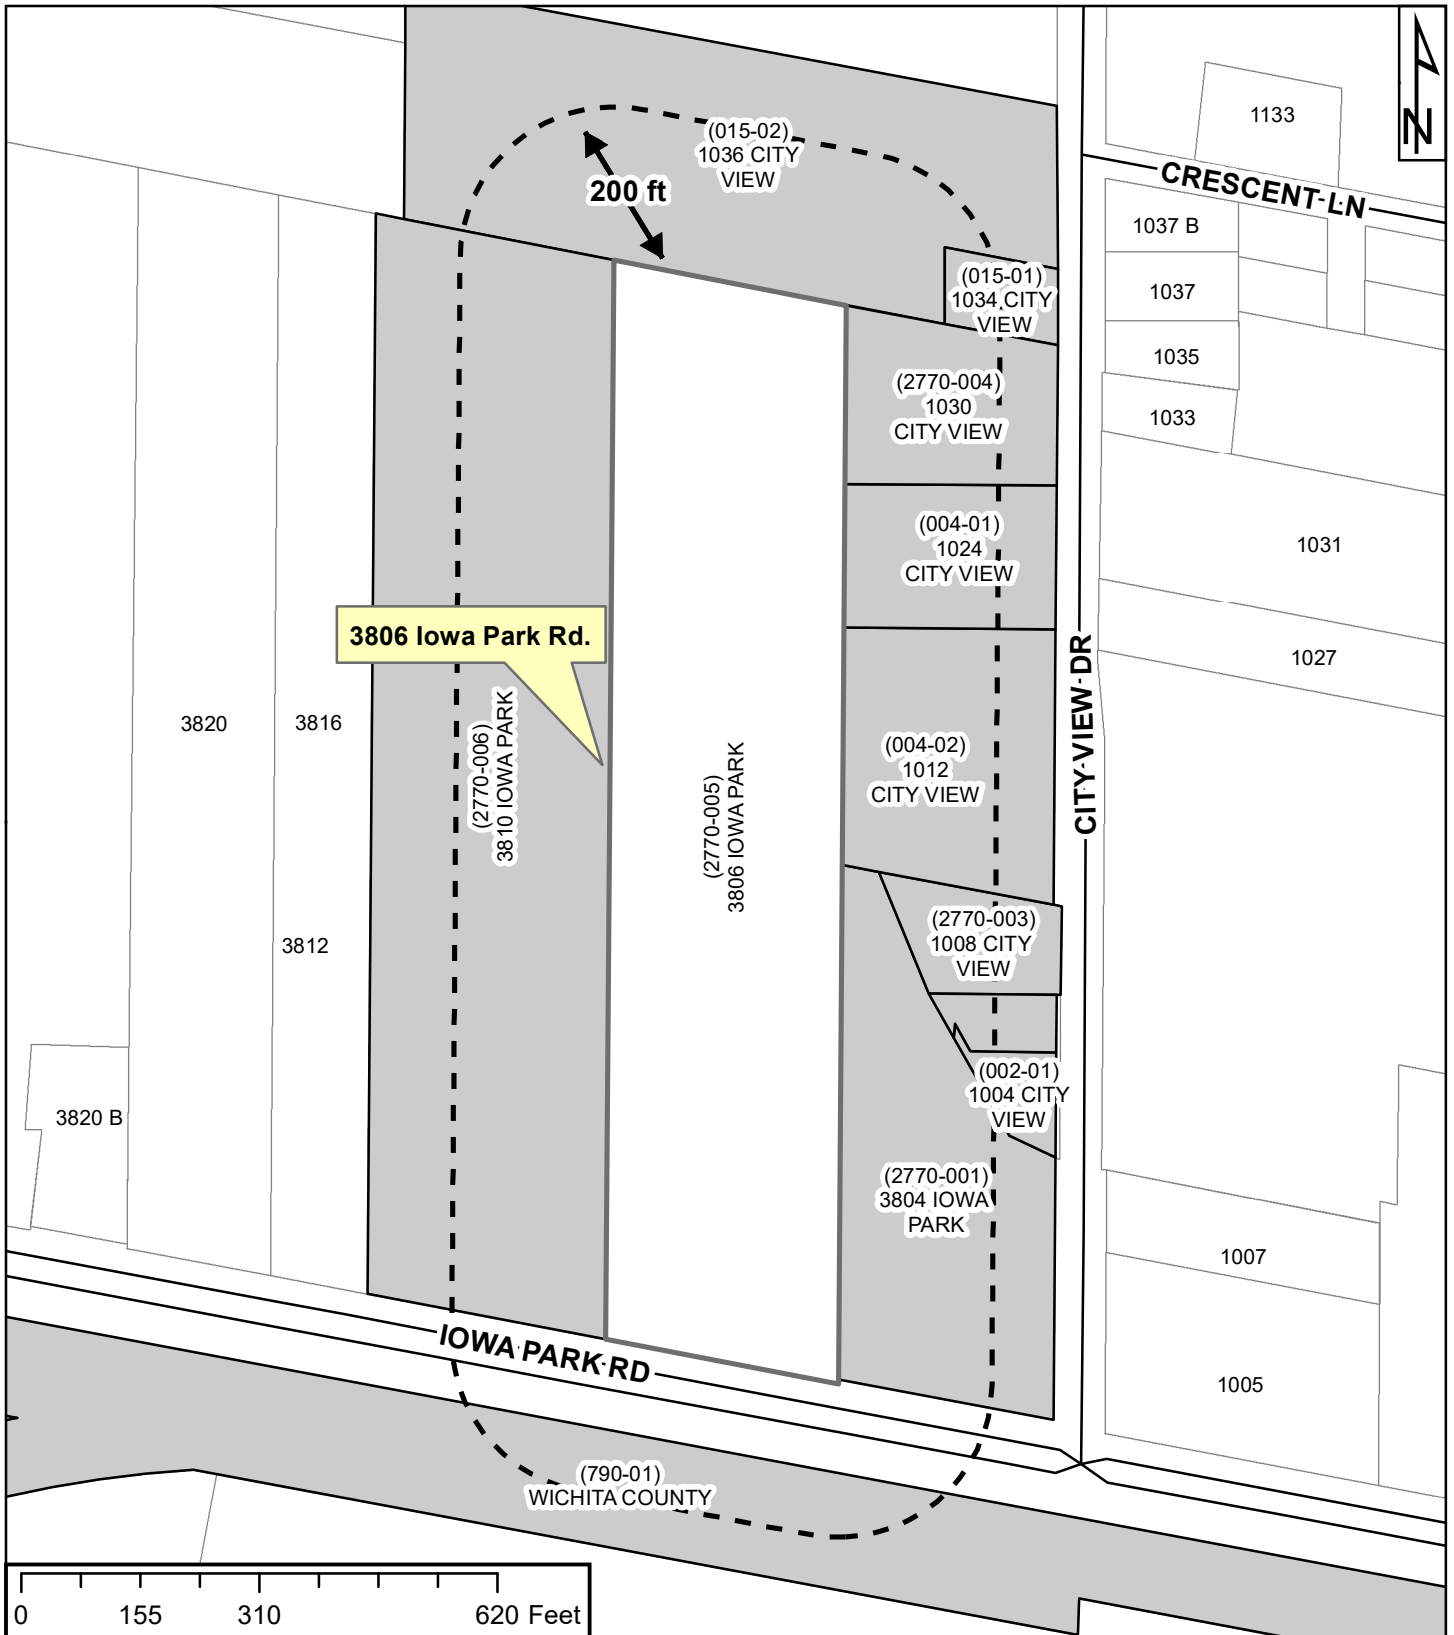 N
1133
(015-02)
1036 CITY
VIEW
CRESCENT LN
200 ft
1037 B
(015-01)
1034 CITY
VIEW
1037
1035
(2770-004)
1030
CITY VIEW
1033
(004-01)
1024
CITY VIEW
1031
3806 Iowa Park Rd.
1027
CITY VIEW DR
3820
3816
(2770-006)
3810 IOWA PARK
(2770-005)
3806 IOWA PARK
(004-02)
1012
CITY VIEW
3812
(2770-003)
1008 CITY
VIEW
3820 B
(002-01)
1004 CITY
VIEW
(2770-001)
3804 IOWA
PARK
1007
IOWA PARK RD
1005
(790-01)
WICHITA COUNTY
0 155 310 620 Feet